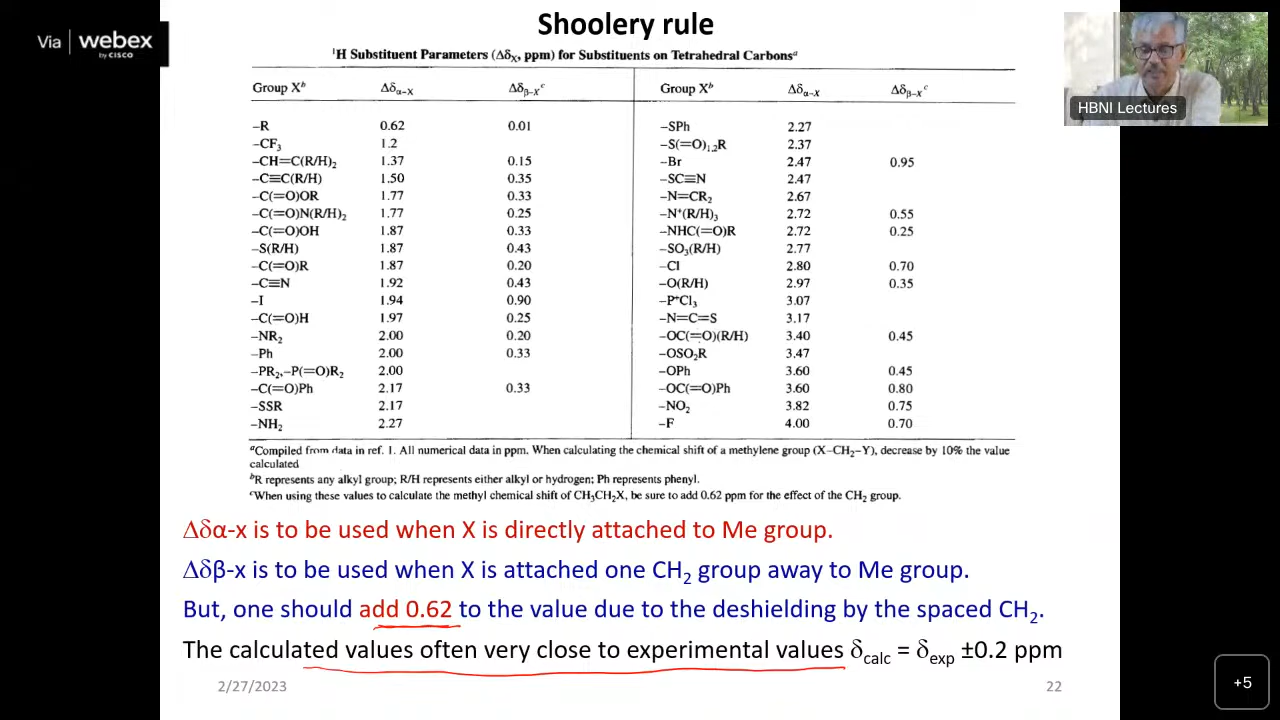 Shoolery rule
Via | webex
by CISCO
HBNI Lectures
¹H Substituent Parameters (Δδ_X, ppm) for Substituents on Tetrahedral Carbonsᵃ
Group Xᵇ Δδ_α–X Δδ_β–Xᶜ Group Xᵇ Δδ_α–X Δδ_β–Xᶜ
–R 0.62 0.01 –SPh 2.27
–CF₃ 1.2 –S(=O)₁,₂R 2.37
–CH=C(R/H)₂ 1.37 0.15 –Br 2.47 0.95
–C≡C(R/H) 1.50 0.35 –SC≡N 2.47
–C(=O)OR 1.77 0.33 –N=CR₂ 2.67
–C(=O)N(R/H)₂ 1.77 0.25 –N⁺(R/H)₃ 2.72 0.55
–C(=O)OH 1.87 0.33 –NHC(=O)R 2.72 0.25
–S(R/H) 1.87 0.43 –SO₃(R/H) 2.77
–C(=O)R 1.87 0.20 –Cl 2.80 0.70
–C≡N 1.92 0.43 –O(R/H) 2.97 0.35
–I 1.94 0.90 –P⁺Cl₃ 3.07
–C(=O)H 1.97 0.25 –N=C=S 3.17
–NR₂ 2.00 0.20 –OC(=O)(R/H) 3.40 0.45
–Ph 2.00 0.33 –OSO₂R 3.47
–PR₂,–P(=O)R₂ 2.00 –OPh 3.60 0.45
–C(=O)Ph 2.17 0.33 –OC(=O)Ph 3.60 0.80
–SSR 2.17 –NO₂ 3.82 0.75
–NH₂ 2.27 –F 4.00 0.70
ᵃCompiled from data in ref. 1. All numerical data in ppm. When calculating the chemical shift of a methylene group (X–CH₂–Y), decrease by 10% the value
calculated
ᵇR represents any alkyl group; R/H represents either alkyl or hydrogen; Ph represents phenyl.
ᶜWhen using these values to calculate the methyl chemical shift of CH₃CH₂X, be sure to add 0.62 ppm for the effect of the CH₂ group.
Δδα-x is to be used when X is directly attached to Me group.
Δδβ-x is to be used when X is attached one CH₂ group away to Me group.
But, one should add 0.62 to the value due to the deshielding by the spaced CH₂.
The calculated values often very close to experimental values δcalc = δexp ±0.2 ppm
2/27/2023 22
+5